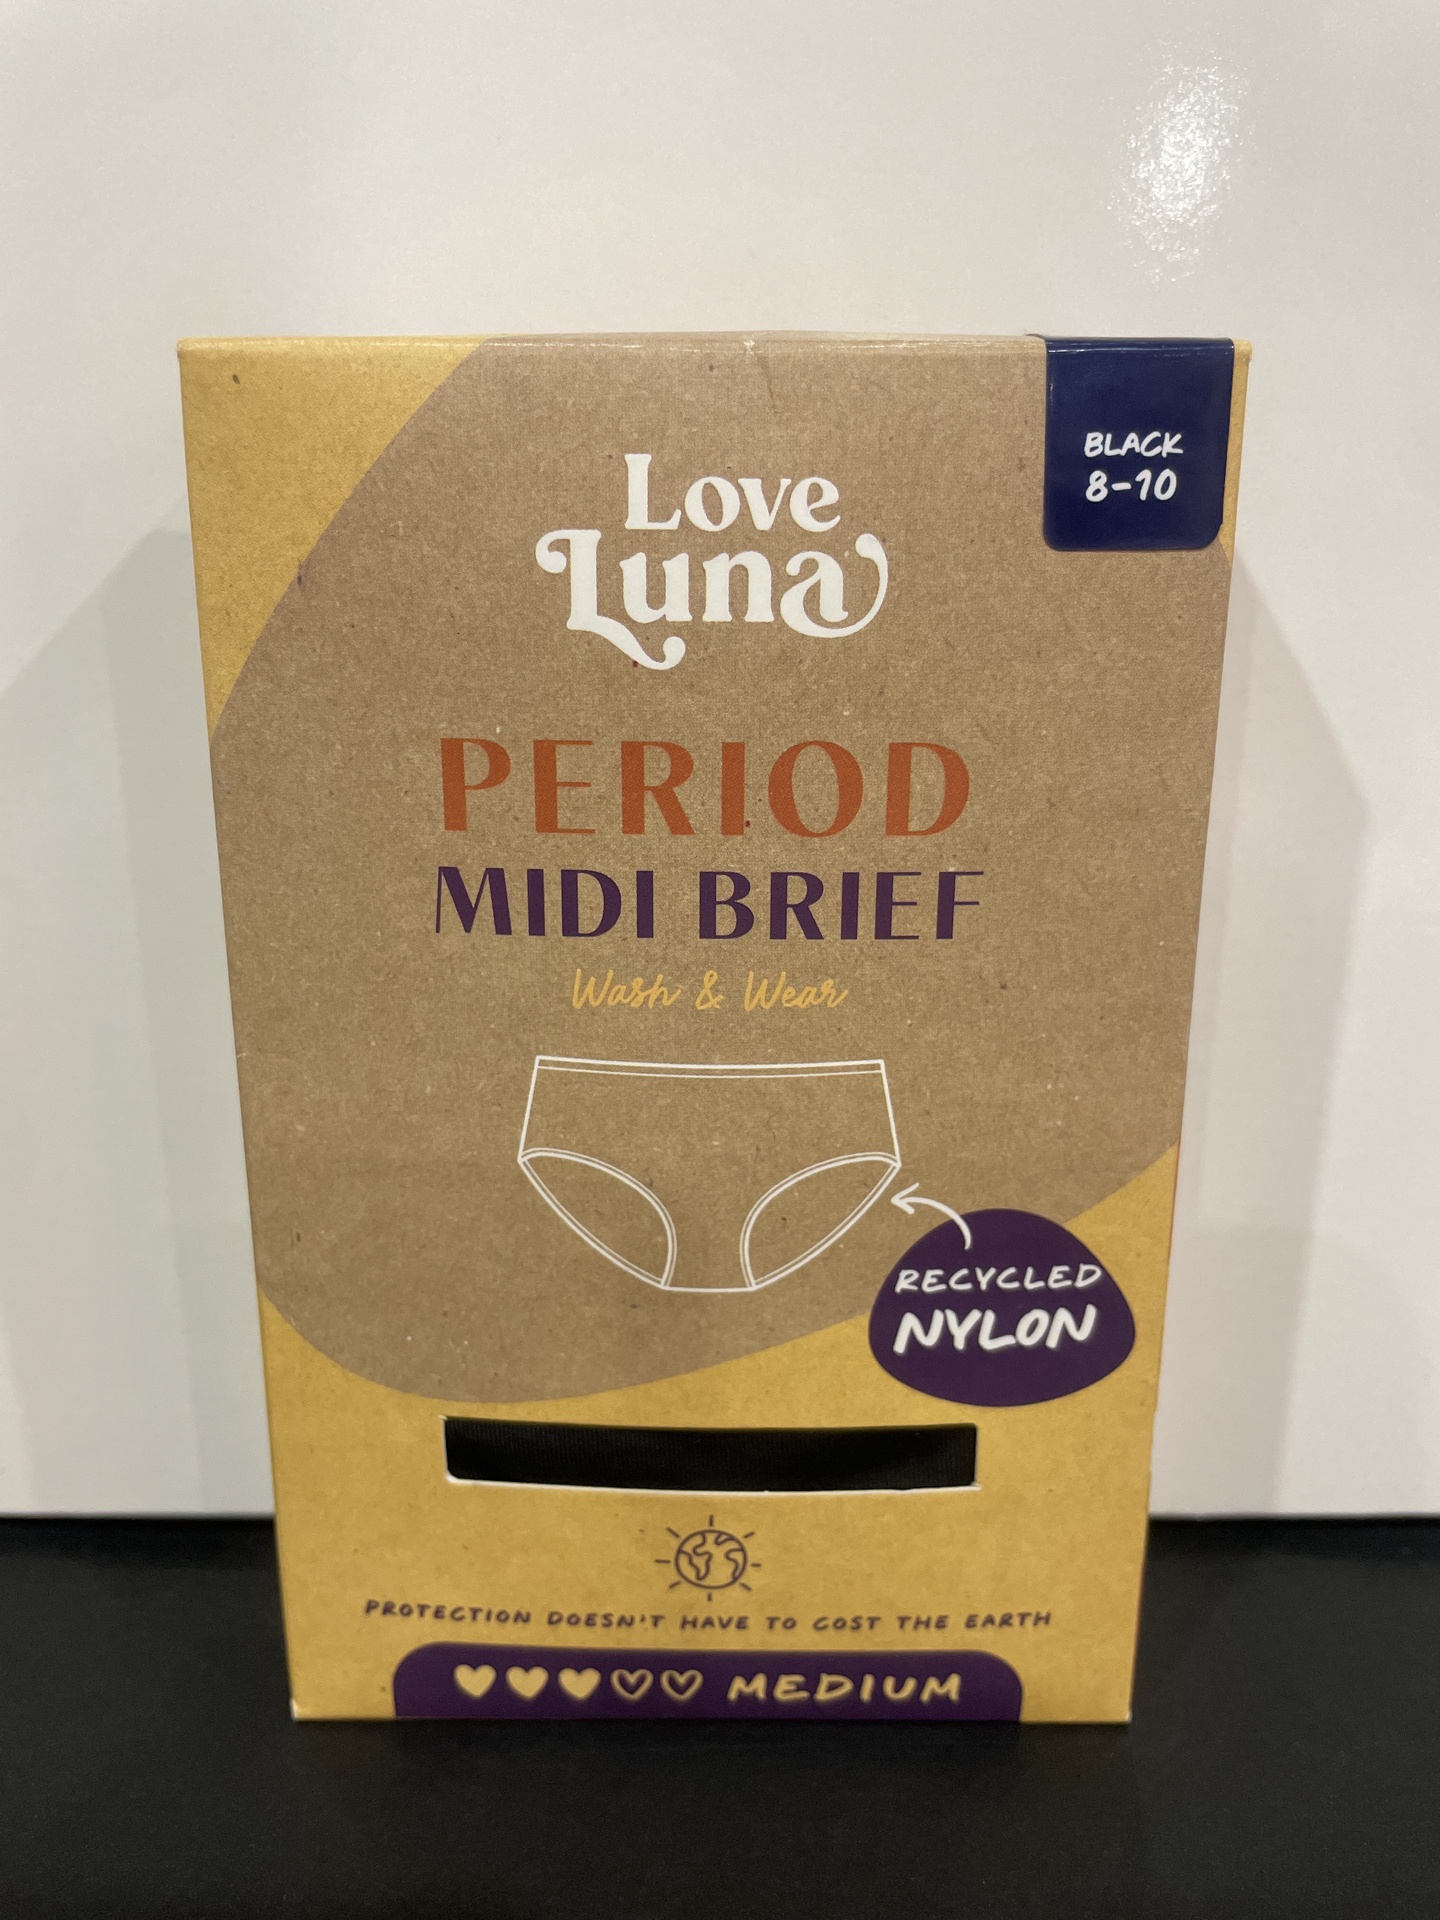 BLACK
8-10
Love
Luna
PERIOD
MIDI BRIEF
Wash & Wear
RECYCLED
NYLON
PROTECTION DOESN'T HAVE TO COST THE EARTH
MEDIUM